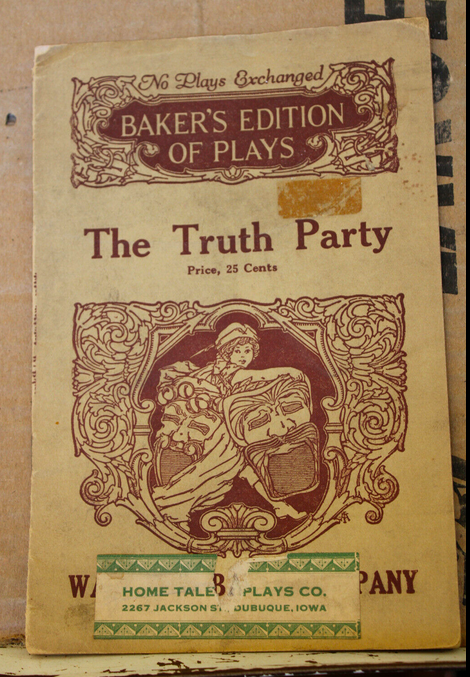 No Plays Exchanged
BAKER'S EDITION
OF PLAYS
The Truth Party
Price, 25 Cents
HOME TALE PLAYS CO.
2267 JACKSON ST., DUBUQUE, IOWA
WA B PANY